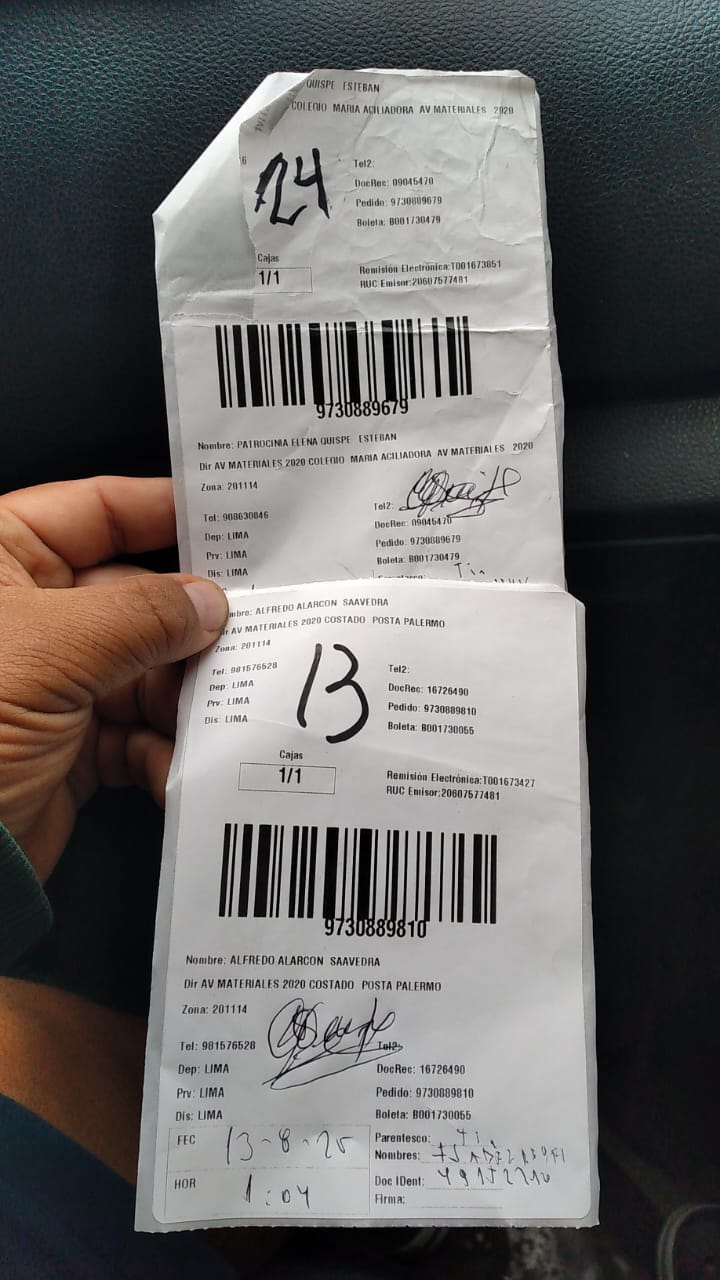 QUISPE ESTEBAN
COLEGIO MARIA ACILIADORA AV MATERIALES 2020
6
24
Tel2:
DocRec: 09045470
Pedido: 9730889679
Boleta: B001730479
Cajas
1/1
Remisión Electrónica:T001673851
RUC Emisor:20607577481
9730889679
Nombre: PATROCINIA ELENA QUISPE ESTEBAN
Dir AV MATERIALES 2020 COLEGIO MARIA ACILIADORA AV MATERIALES 2020
Zona: 201114
Tel: 908630846
Tel2:
Dep: LIMA
DocRec: 09045470
Prv: LIMA
Pedido: 9730889679
Dis: LIMA
Boleta: B001730479
mbre: ALFREDO ALARCON SAAVEDRA
ir AV MATERIALES 2020 COSTADO POSTA PALERMO
Zona: 201114
Tel: 981576528
Tel2:
Dep: LIMA
DocRec: 16726490
Prv: LIMA
Pedido: 9730889810
Dis: LIMA
Boleta: B001730055
13
Cajas
1/1
Remisión Electrónica:T001673427
RUC Emisor:20607577481
9730889810
Nombre: ALFREDO ALARCON SAAVEDRA
Dir AV MATERIALES 2020 COSTADO POSTA PALERMO
Zona: 201114
Tel: 981576528
Tel2:
Dep: LIMA
DocRec: 16726490
Prv: LIMA
Pedido: 9730889810
Dis: LIMA
Boleta: B001730055
FEC 13-8-25
Parentesco:
Nombres:
HOR 1:04
Doc IDent:
Firma: